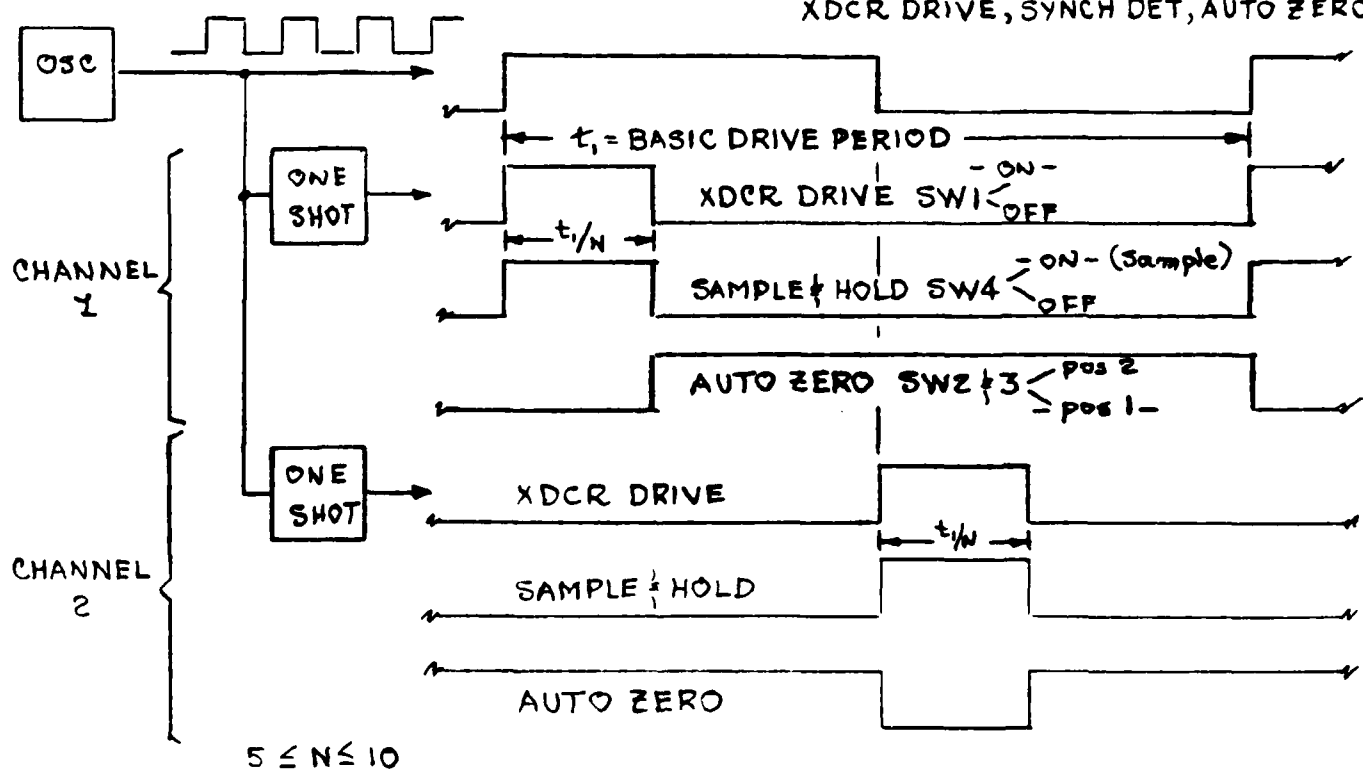 XDCR DRIVE, SYNCH DET, AUTO ZERO
OSC
t₁ = BASIC DRIVE PERIOD
ONE
SHOT
XDCR DRIVE SW1
- ON -
OFF
t₁/N
CHANNEL
1
SAMPLE & HOLD SW4
- ON - (Sample)
OFF
AUTO ZERO SW2 & 3
pos 2
- pos 1 -
ONE
SHOT
XDCR DRIVE
t₁/N
CHANNEL
2
SAMPLE & HOLD
AUTO ZERO
5 ≤ N ≤ 10